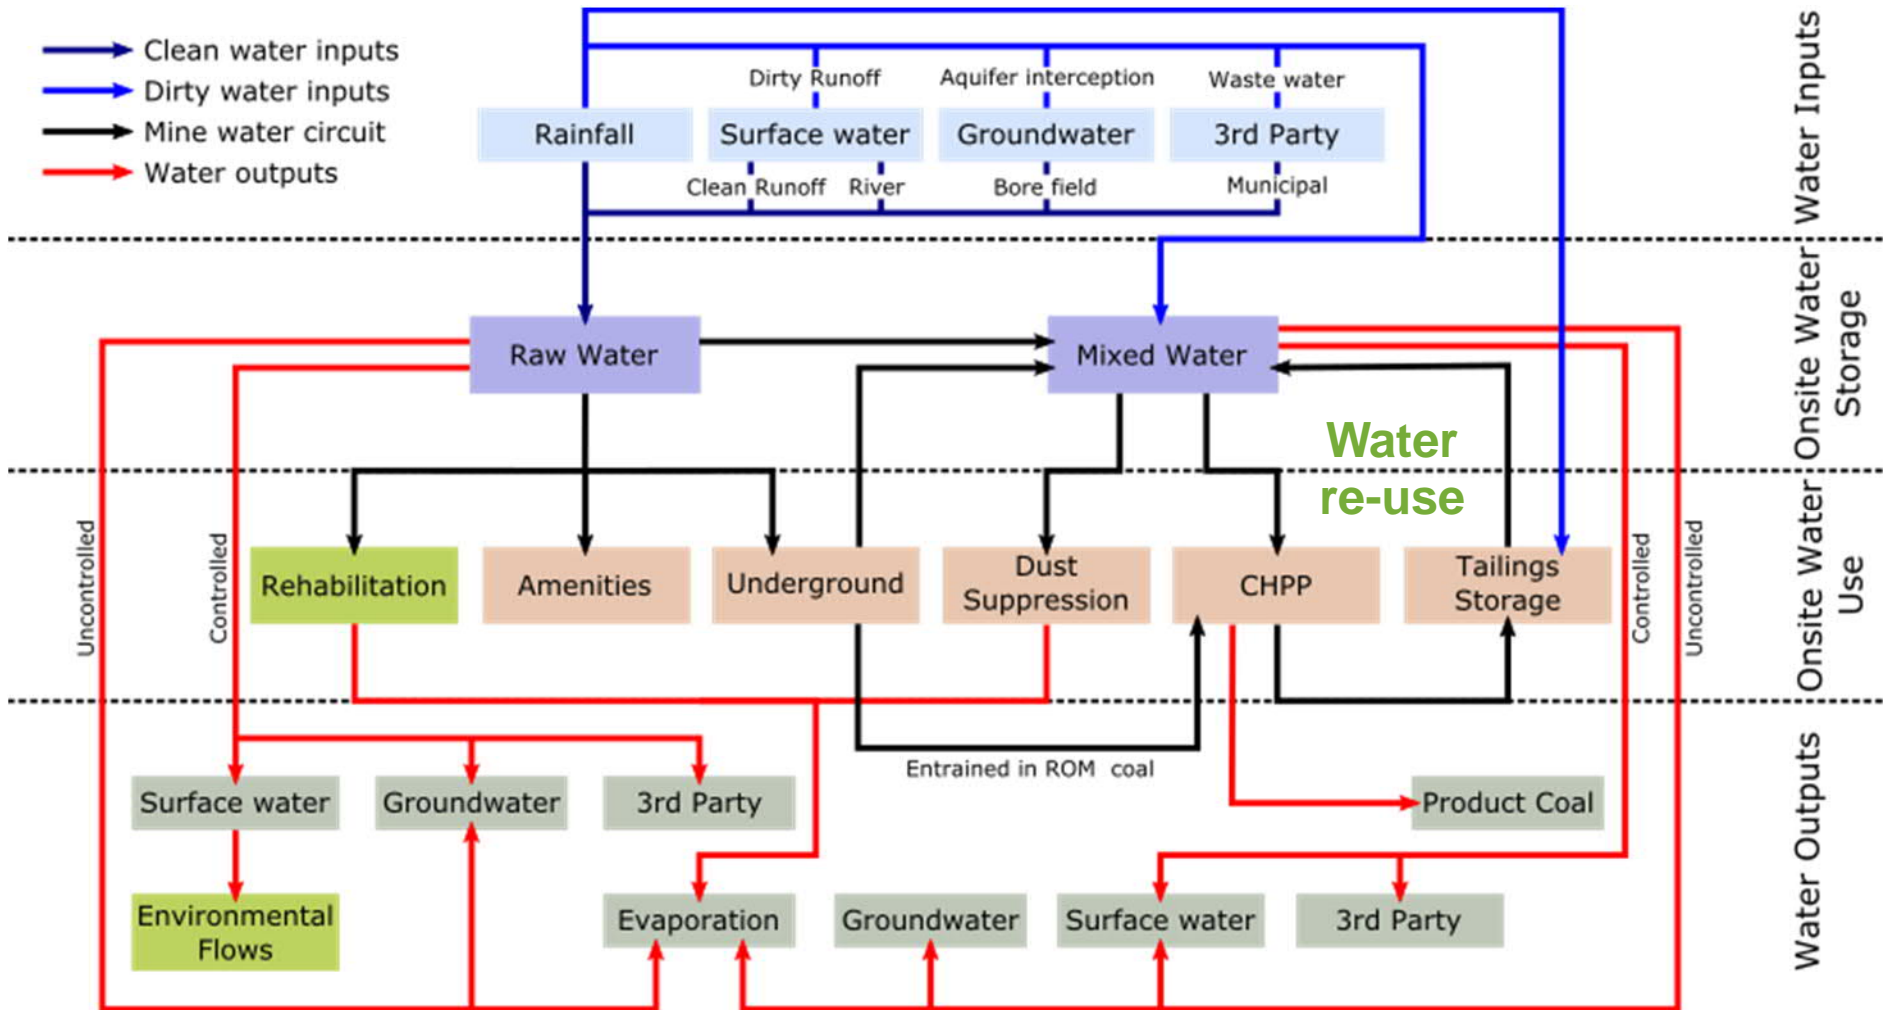 Clean water inputs
Dirty water inputs
Mine water circuit
Water outputs
Dirty Runoff
Aquifer interception
Waste water
Rainfall
Surface water
Groundwater
3rd Party
Clean Runoff
River
Bore field
Municipal
Water Inputs
Raw Water
Mixed Water
Onsite Water
Storage
Water
re-use
Uncontrolled
Controlled
Rehabilitation
Amenities
Underground
Dust
Suppression
CHPP
Tailings
Storage
Controlled
Uncontrolled
Onsite Water
Use
Entrained in ROM coal
Surface water
Groundwater
3rd Party
Product Coal
Environmental
Flows
Evaporation
Groundwater
Surface water
3rd Party
Water Outputs